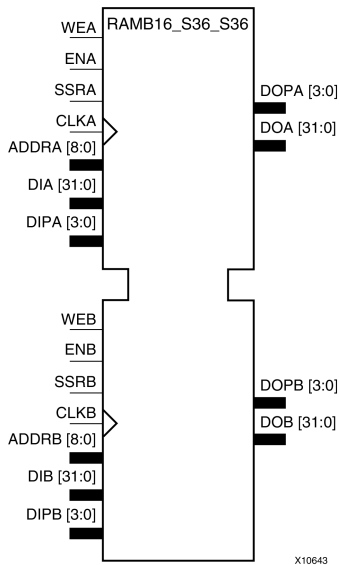 RAMB16_S36_S36
WEA
ENA
SSRA
CLKA
ADDRA [8:0]
DIA [31:0]
DIPA [3:0]
DOPA [3:0]
DOA [31:0]
WEB
ENB
SSRB
CLKB
ADDRB [8:0]
DIB [31:0]
DIPB [3:0]
DOPB [3:0]
DOB [31:0]
X10643